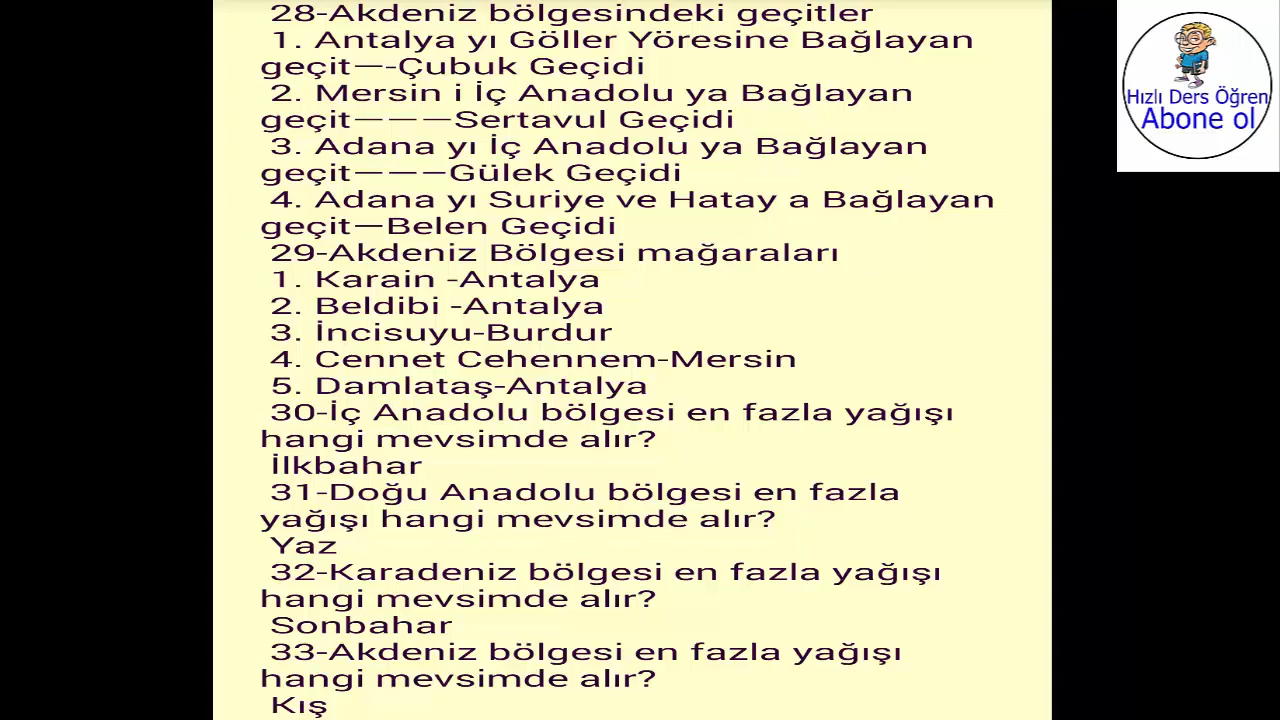 28-Akdeniz bölgesindeki geçitler
1. Antalya yı Göller Yöresine Bağlayan
geçit—-Çubuk Geçidi
2. Mersin i İç Anadolu ya Bağlayan
geçit———Sertavul Geçidi
3. Adana yı İç Anadolu ya Bağlayan
geçit———Gülek Geçidi
4. Adana yı Suriye ve Hatay a Bağlayan
geçit—Belen Geçidi
29-Akdeniz Bölgesi mağaraları
1. Karain -Antalya
2. Beldibi -Antalya
3. İncisuyu-Burdur
4. Cennet Cehennem-Mersin
5. Damlataş-Antalya
30-İç Anadolu bölgesi en fazla yağışı
hangi mevsimde alır?
İlkbahar
31-Doğu Anadolu bölgesi en fazla
yağışı hangi mevsimde alır?
Yaz
32-Karadeniz bölgesi en fazla yağışı
hangi mevsimde alır?
Sonbahar
33-Akdeniz bölgesi en fazla yağışı
hangi mevsimde alır?
Kış
Hızlı Ders Öğren
Abone ol